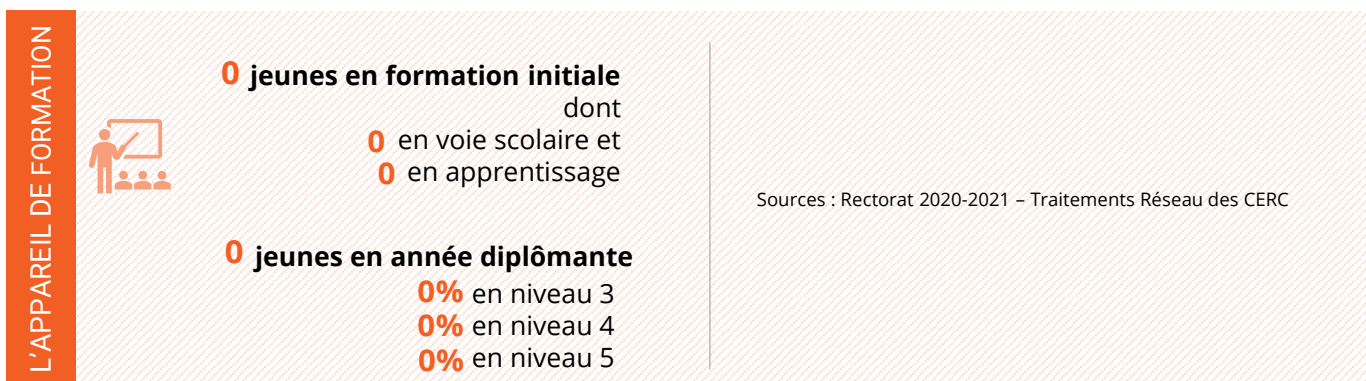 L'APPAREIL DE FORMATION
0 jeunes en formation initiale
dont
0 en voie scolaire et
0 en apprentissage
0 jeunes en année diplômante
0% en niveau 3
0% en niveau 4
0% en niveau 5
Sources : Rectorat 2020-2021 – Traitements Réseau des CERC